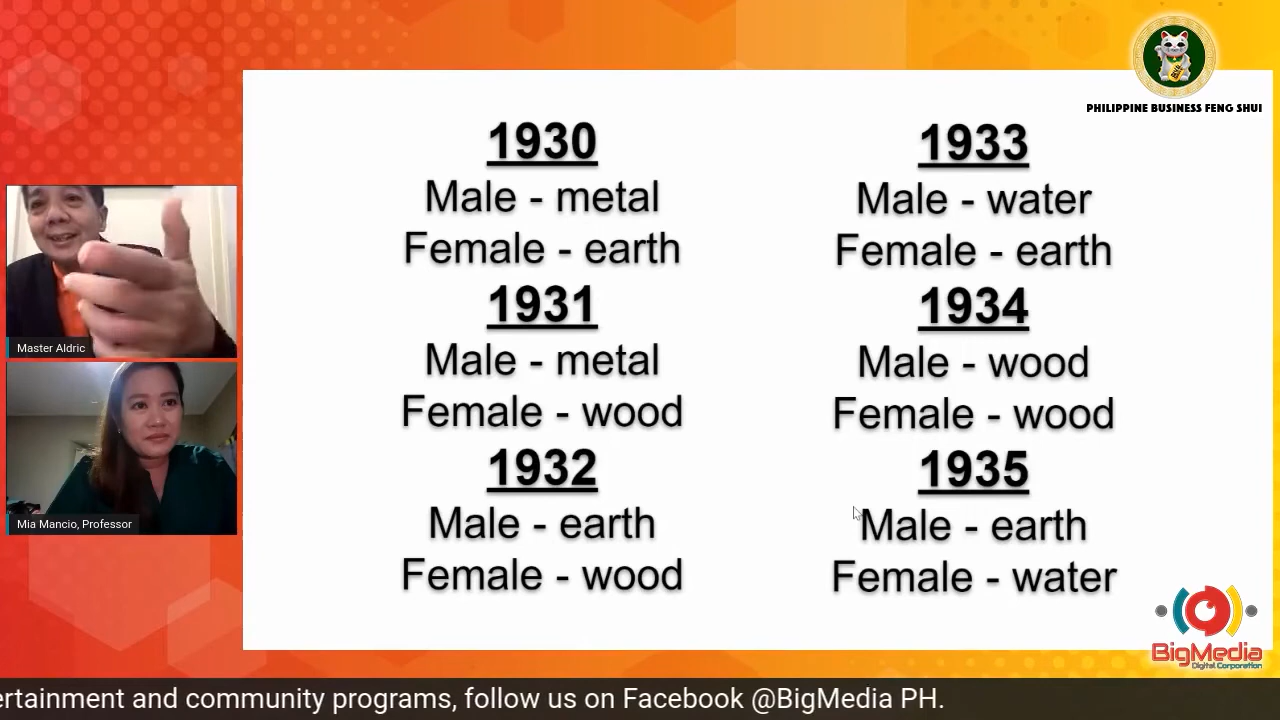 PHILIPPINE BUSINESS FENG SHUI
1930
Male - metal
Female - earth
1931
Male - metal
Female - wood
1932
Male - earth
Female - wood
1933
Male - water
Female - earth
1934
Male - wood
Female - wood
1935
Male - earth
Female - water
Master Aldric
Mia Mancio, Professor
BigMedia
Digital Corporation
ertainment and community programs, follow us on Facebook @BigMedia PH.